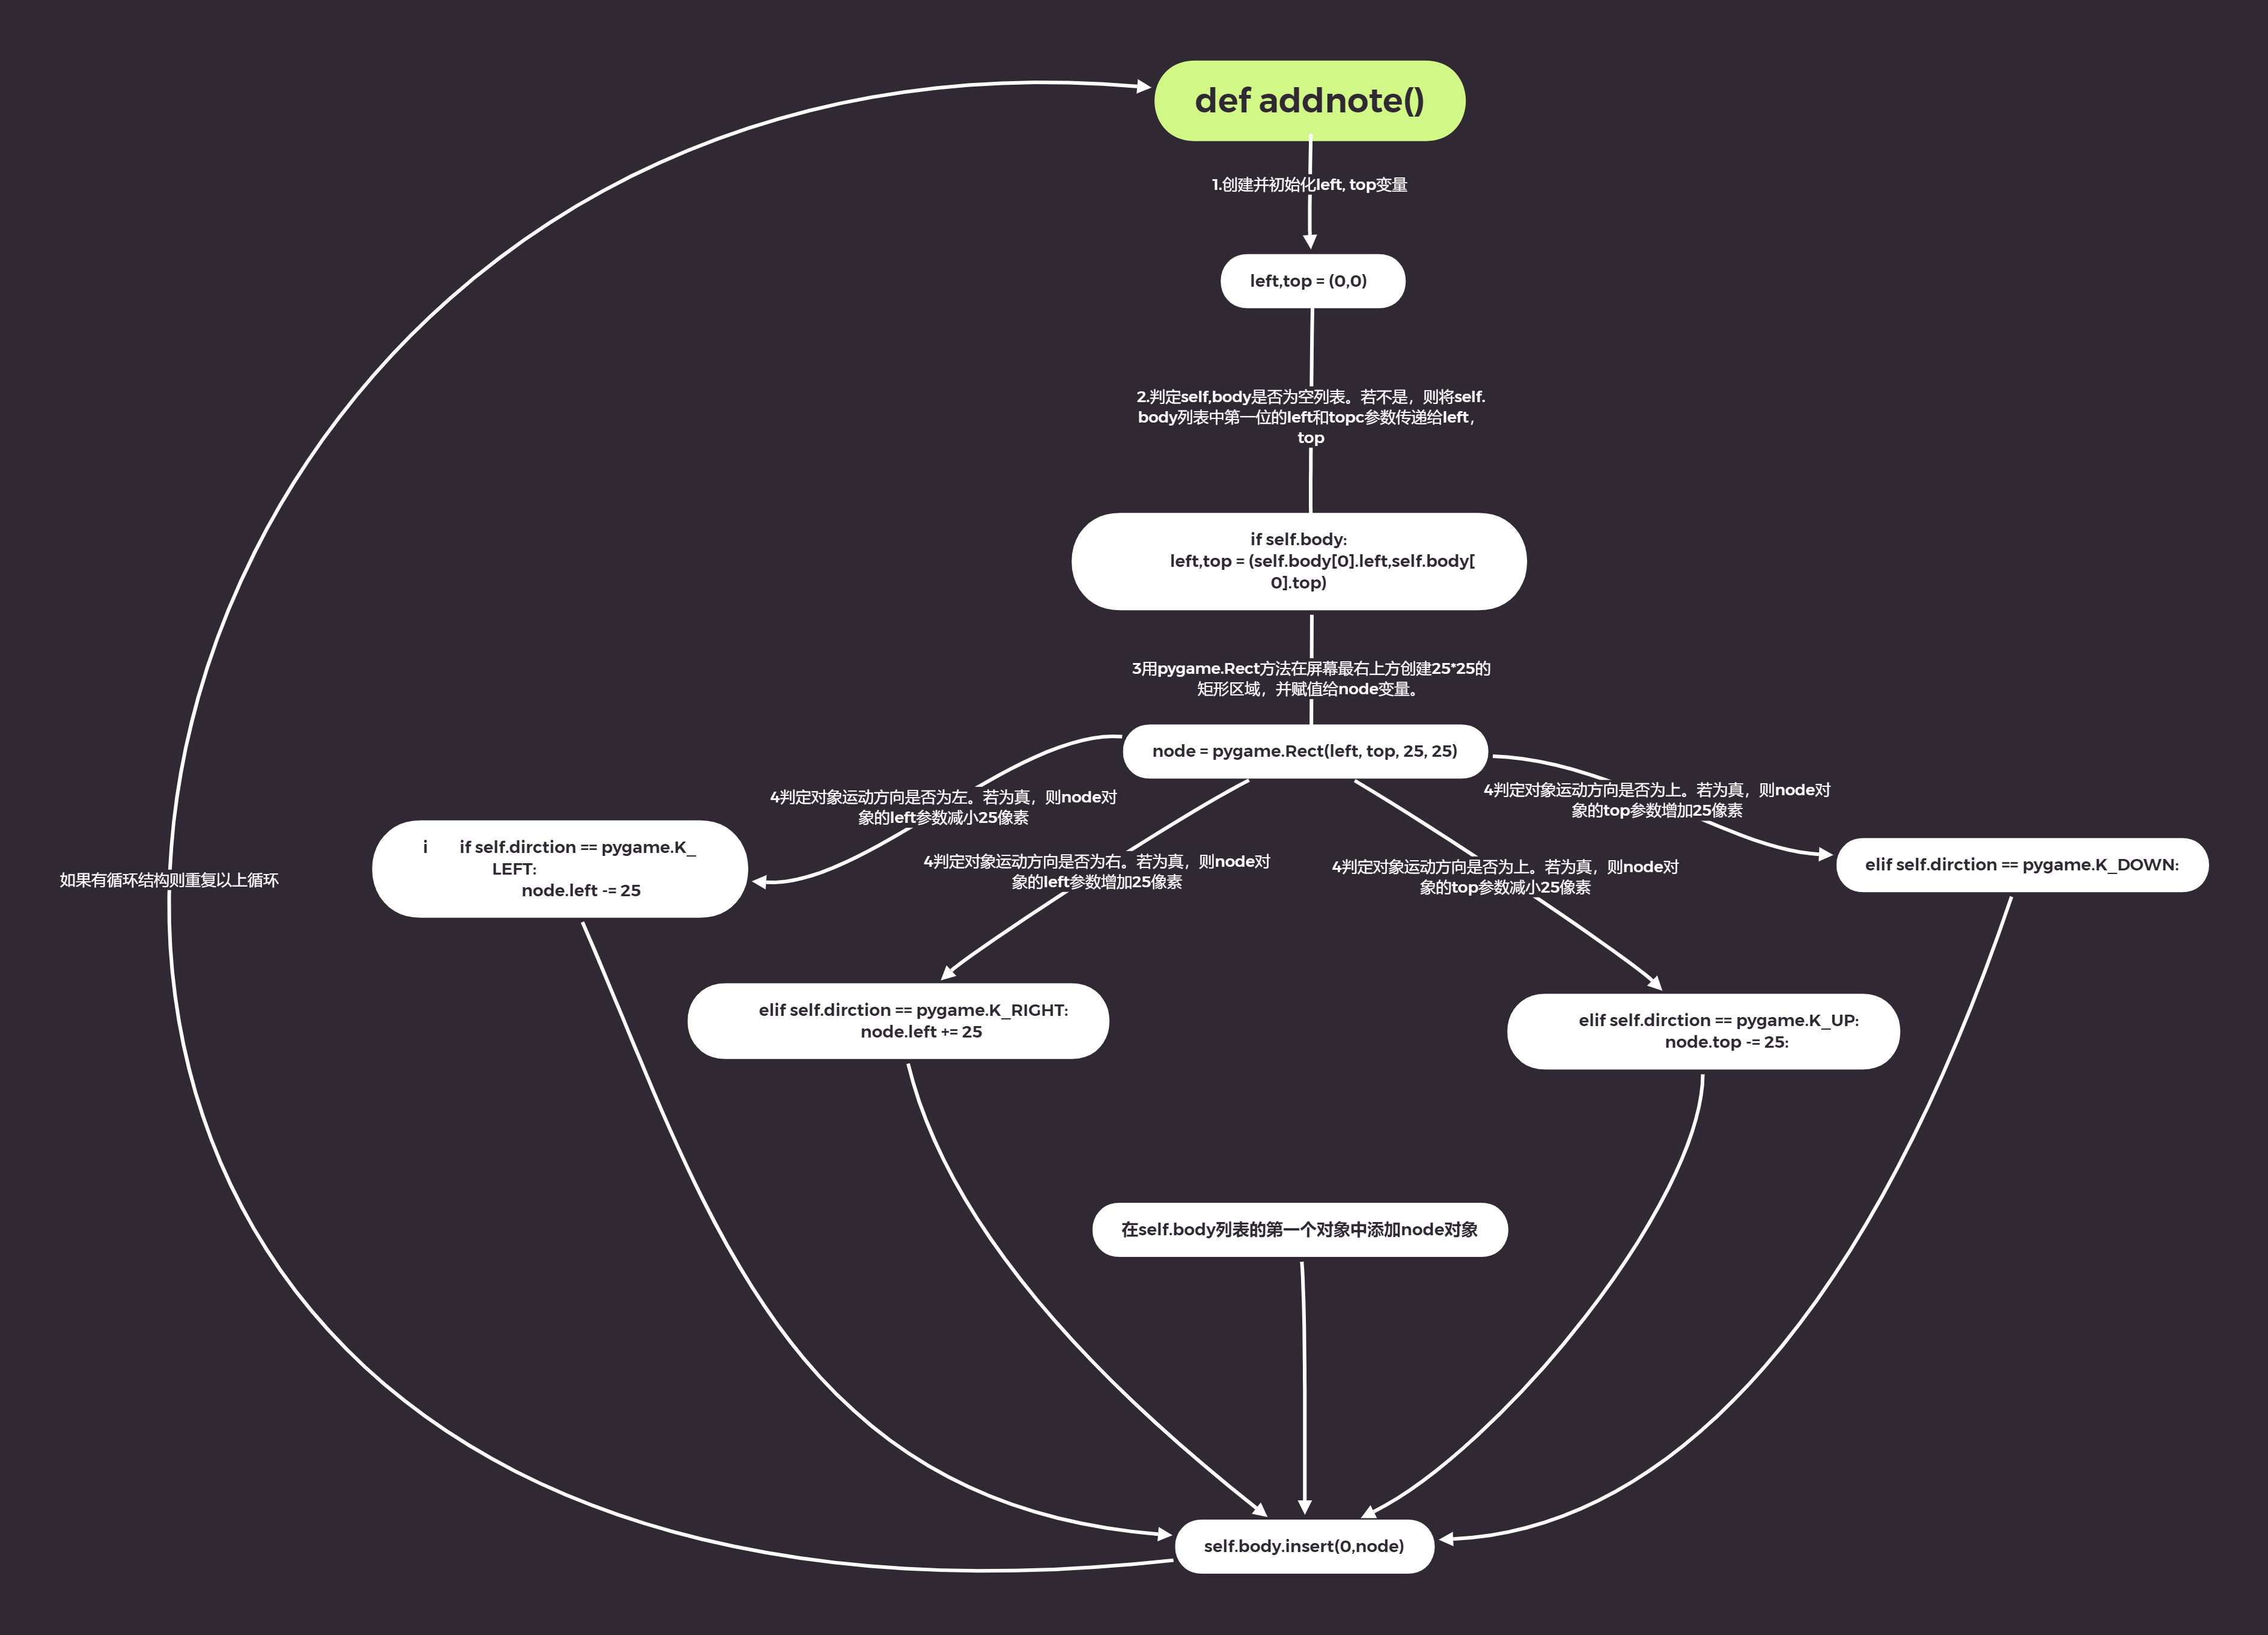 def addnote()
1.创建并初始化left, top变量
left,top = (0,0)
2.判定self,body是否为空列表。若不是，则将self.
body列表中第一位的left和topc参数传递给left，
top
if self.body:
left,top = (self.body[0].left,self.body[
0].top)
3用pygame.Rect方法在屏幕最右上方创建25*25的
矩形区域，并赋值给node变量。
node = pygame.Rect(left, top, 25, 25)
4判定对象运动方向是否为左。若为真，则node对
象的left参数减小25像素
4判定对象运动方向是否为上。若为真，则node对
象的top参数增加25像素
i if self.dirction == pygame.K_
LEFT:
node.left -= 25
4判定对象运动方向是否为右。若为真，则node对
象的left参数增加25像素
4判定对象运动方向是否为上。若为真，则node对
象的top参数减小25像素
elif self.dirction == pygame.K_DOWN:
如果有循环结构则重复以上循环
elif self.dirction == pygame.K_RIGHT:
node.left += 25
elif self.dirction == pygame.K_UP:
node.top -= 25:
在self.body列表的第一个对象中添加node对象
self.body.insert(0,node)